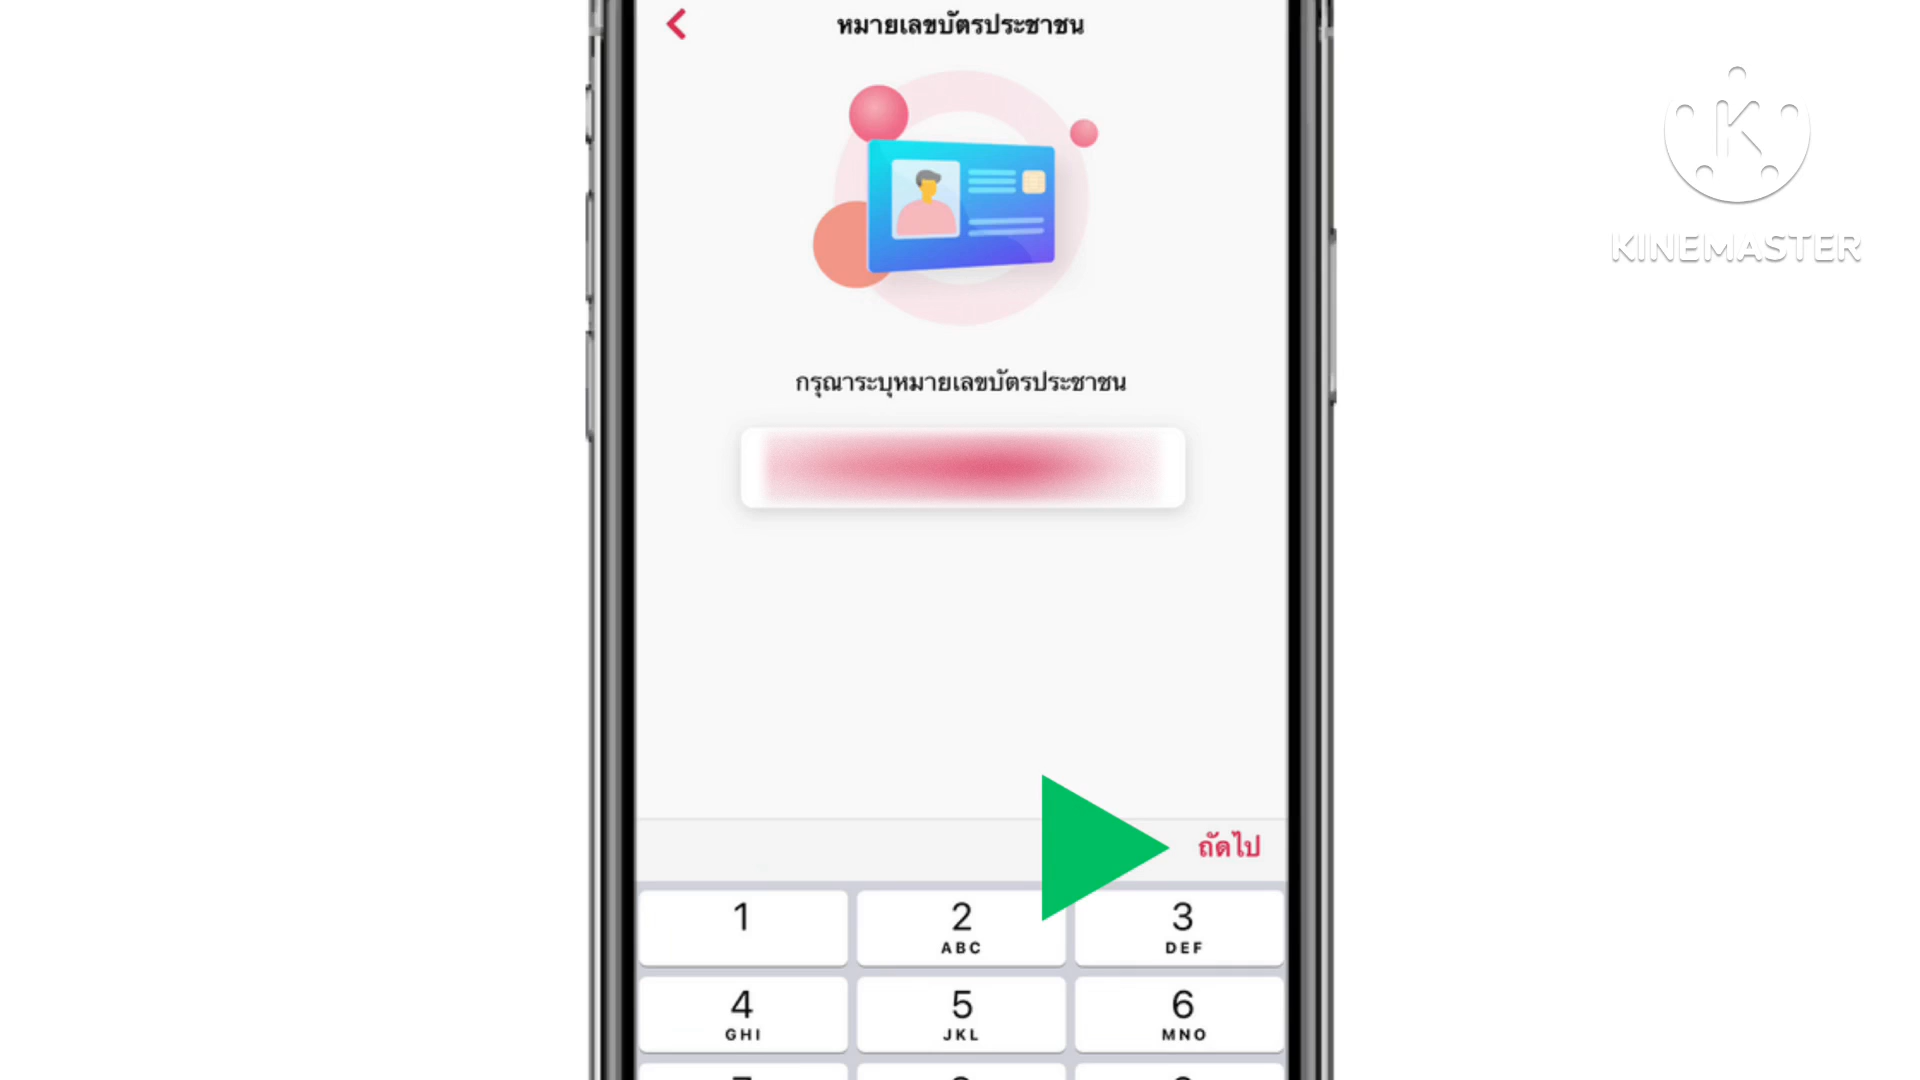 หมายเลขบัตรประชาชน
KINEMASTER
กรุณาระบุหมายเลขบัตรประชาชน
ถัดไป
1
2
ABC
3
DEF
4
GHI
5
JKL
6
MNO